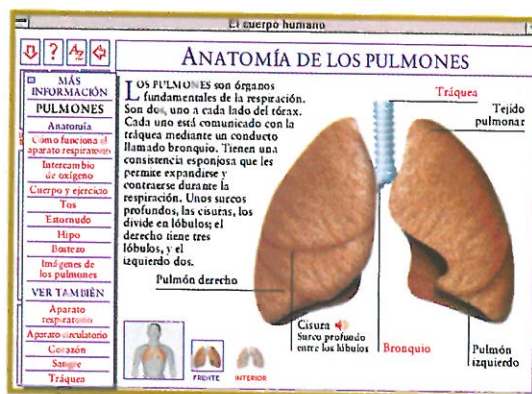 El cuerpo humano
ANATOMÍA DE LOS PULMONES
? AZ
MÁS
INFORMACIÓN
PULMONES
Anatomía
Cómo funciona el
aparato respiratorio
Intercambio
de oxígeno
Cuerpo y ejercicio
Tos
Estornudo
Hipo
Bostezo
Imágenes de
los pulmones
VER TAMBIÉN
Aparato
respiratorio
Aparato circulatorio
Corazón
Sangre
Tráquea
LOS PULMONES son órganos
fundamentales de la respiración.
Son dos, uno a cada lado del tórax.
Cada uno está comunicado con la
tráquea mediante un conducto
llamado bronquio. Tienen una
consistencia esponjosa que les
permite expandirse y
contraerse durante la
respiración. Unos surcos
profundos, las cisuras, los
divide en lóbulos; el
derecho tiene tres
lóbulos, y el
izquierdo dos.
Tráquea
Tejido
pulmonar
Pulmón derecho
Cisura
Surco profundo
entre los lóbulos
Bronquio
Pulmón
izquierdo
FRENTE
INTERIOR